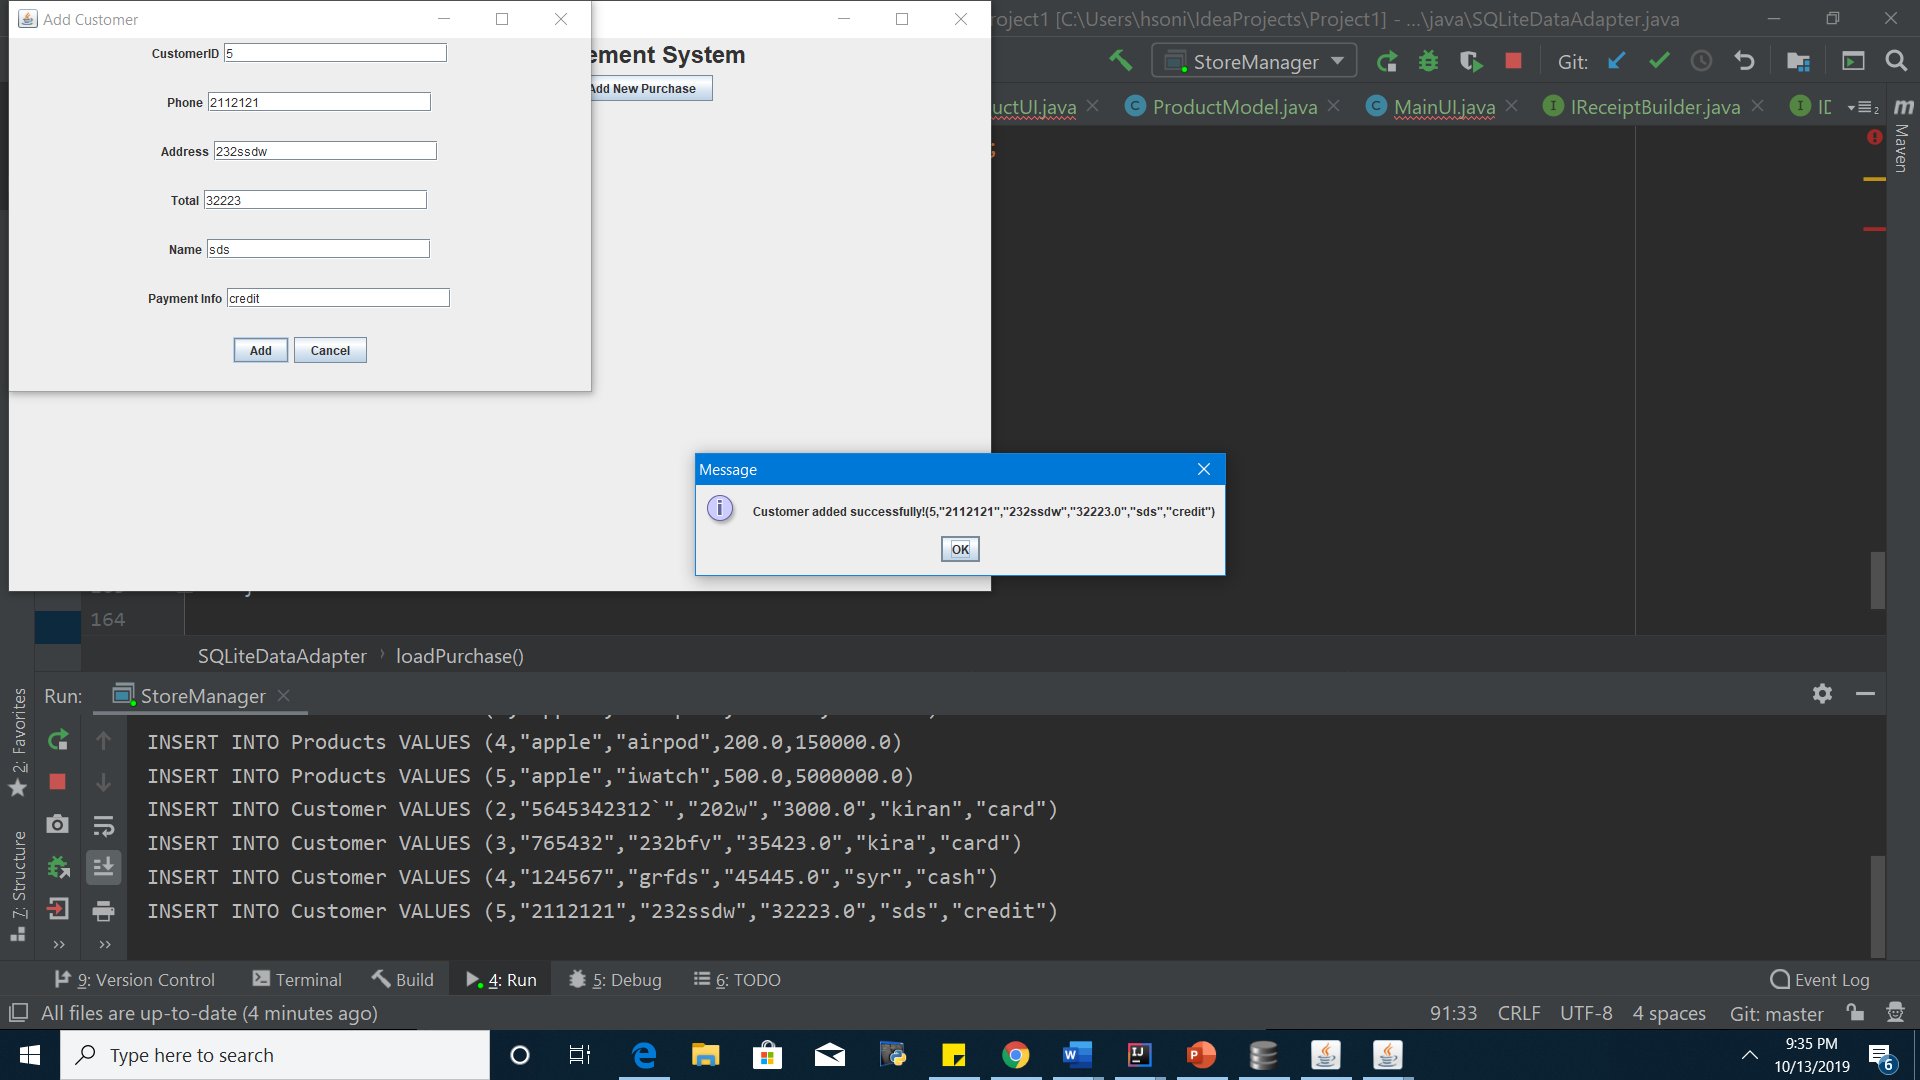 Add Customer
CustomerID 5
Phone 2112121
Address 232ssdw
Total 32223
Name sds
Payment Info credit
Add Cancel
ement System
Add New Purchase
roject1 [C:\Users\hsoni\IdeaProjects\Project1] - ...\java\SQLiteDataAdapter.java
StoreManager
Git:
uctUI.java
ProductModel.java
MainUI.java
IReceiptBuilder.java
Maven
;
Message
Customer added successfully!(5,"2112121","232ssdw","32223.0","sds","credit")
OK
164
SQLiteDataAdapter › loadPurchase()
Run: StoreManager
INSERT INTO Products VALUES (4,"apple","airpod",200.0,150000.0)
INSERT INTO Products VALUES (5,"apple","iwatch",500.0,5000000.0)
INSERT INTO Customer VALUES (2,"5645342312`","202w","3000.0","kiran","card")
INSERT INTO Customer VALUES (3,"765432","232bfv","35423.0","kira","card")
INSERT INTO Customer VALUES (4,"124567","grfds","45445.0","syr","cash")
INSERT INTO Customer VALUES (5,"2112121","232ssdw","32223.0","sds","credit")
2: Favorites
7: Structure
9: Version Control Terminal Build 4: Run 5: Debug 6: TODO Event Log
All files are up-to-date (4 minutes ago) 91:33 CRLF UTF-8 4 spaces Git: master
Type here to search
9:35 PM
10/13/2019
6